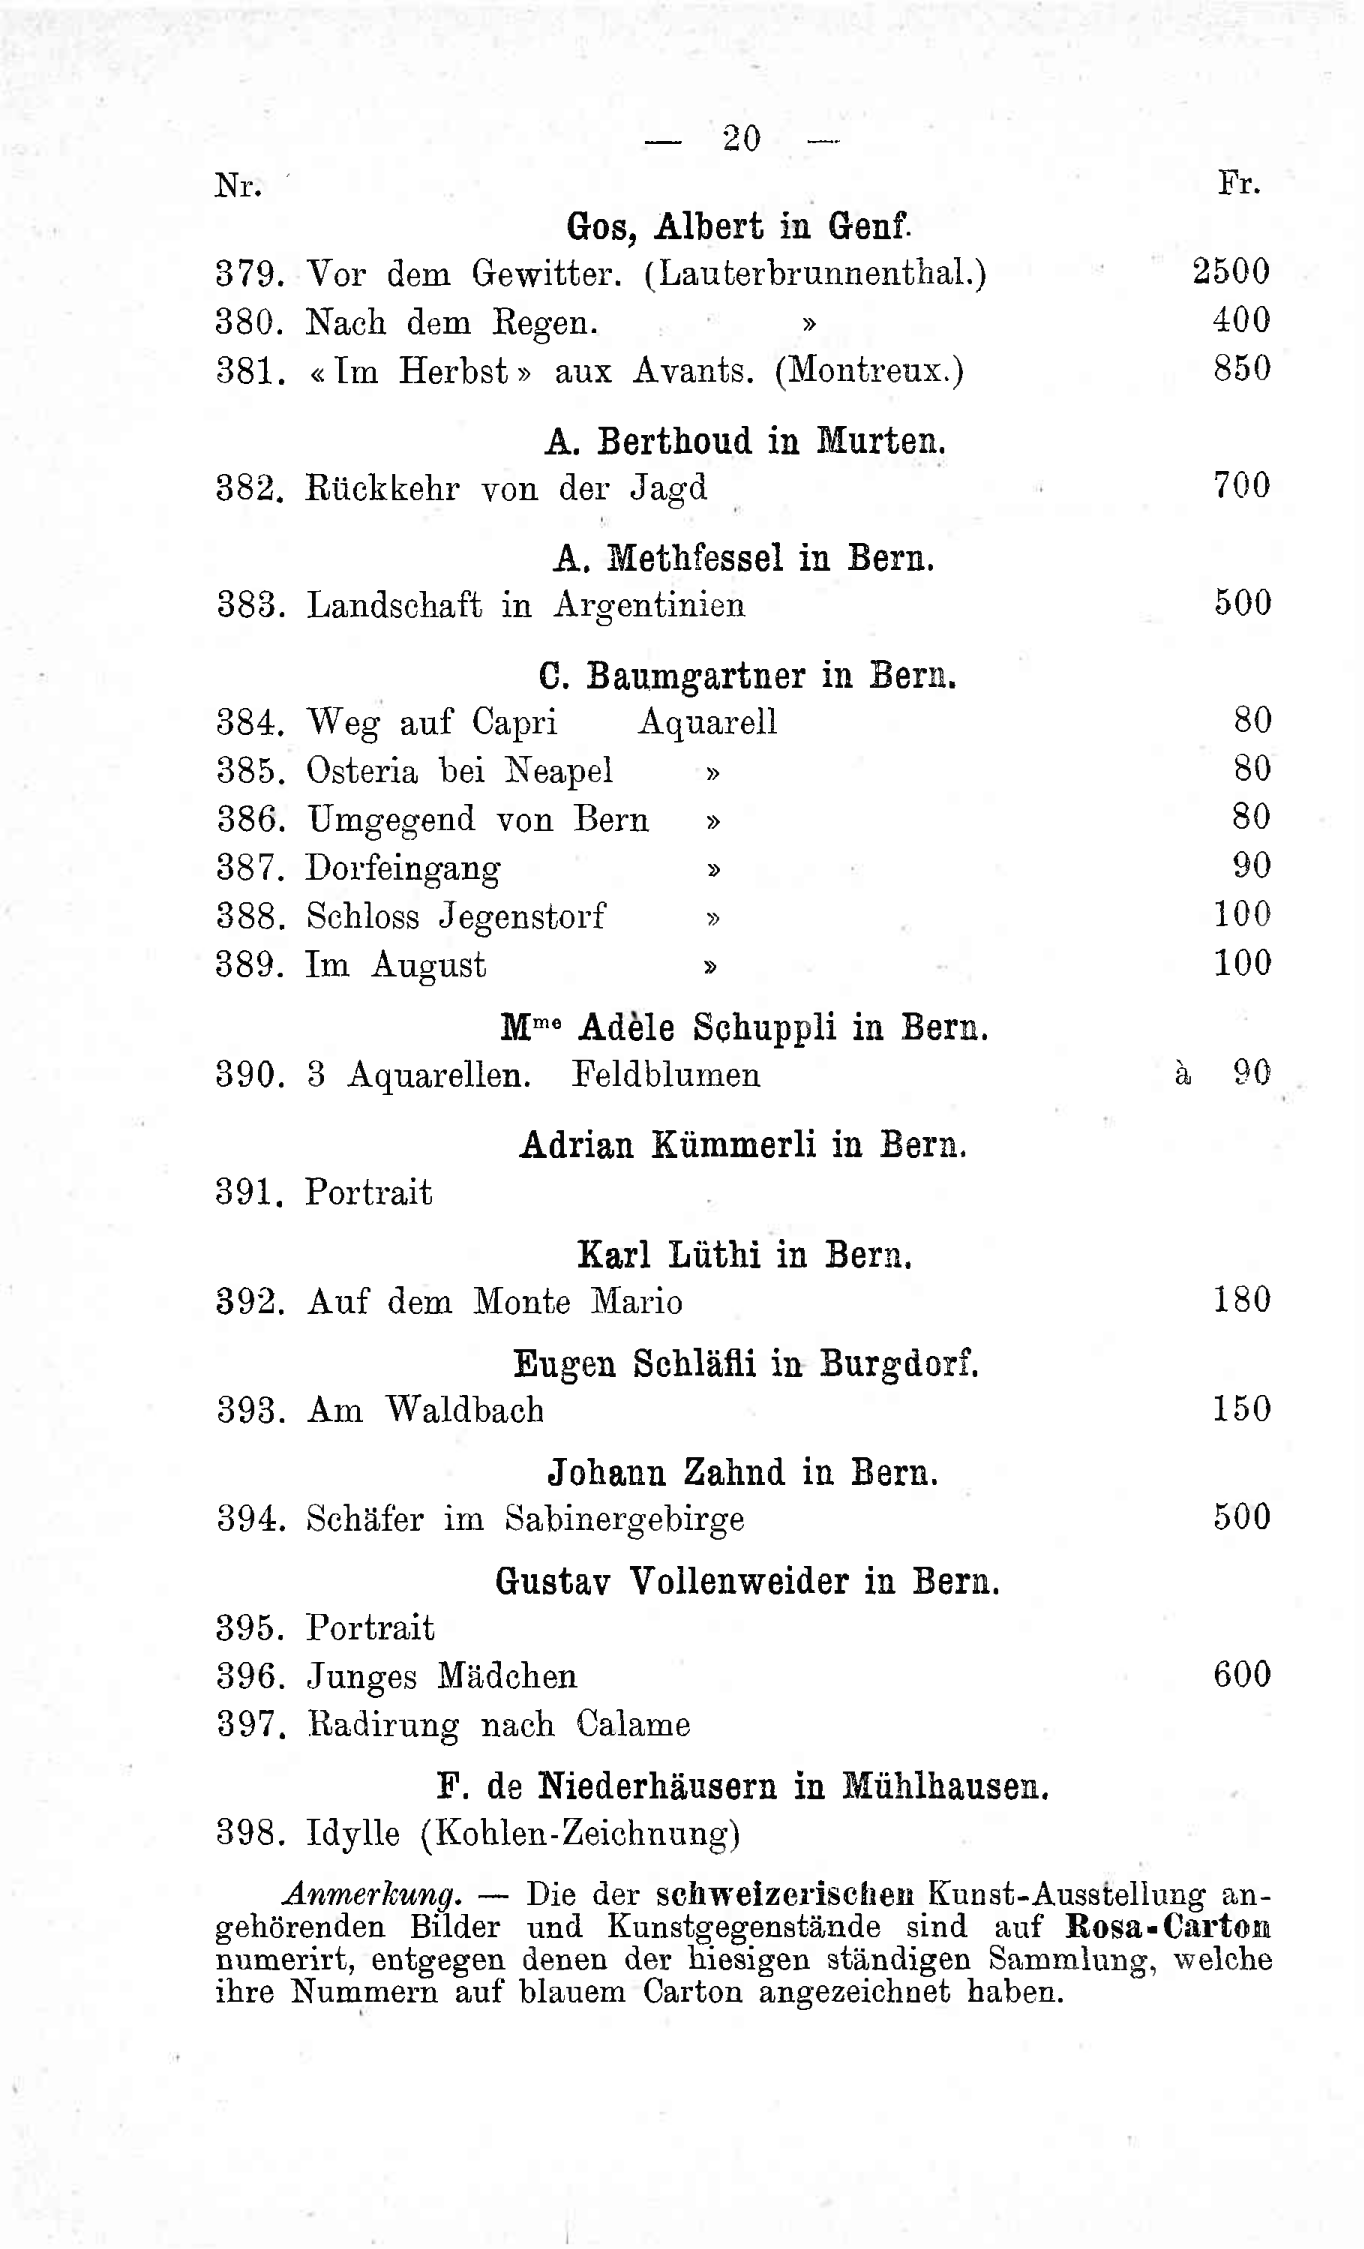 — 20 —
Nr. Fr.
Gos, Albert in Genf.
379. Vor dem Gewitter. (Lauterbrunnenthal.) 2500
380. Nach dem Regen. » 400
381. « Im Herbst » aux Avants. (Montreux.) 850
A. Berthoud in Murten.
382. Rückkehr von der Jagd 700
A. Methfessel in Bern.
383. Landschaft in Argentinien 500
C. Baumgartner in Bern.
384. Weg auf Capri Aquarell 80
385. Osteria bei Neapel » 80
386. Umgegend von Bern » 80
387. Dorfeingang » 90
388. Schloss Jegenstorf » 100
389. Im August » 100
Mme Adèle Schuppli in Bern.
390. 3 Aquarellen. Feldblumen à 90
Adrian Kümmerli in Bern.
391. Portrait
Karl Lüthi in Bern.
392. Auf dem Monte Mario 180
Eugen Schläfli in Burgdorf.
393. Am Waldbach 150
Johann Zahnd in Bern.
394. Schäfer im Sabinergebirge 500
Gustav Vollenweider in Bern.
395. Portrait
396. Junges Mädchen 600
397. Radirung nach Calame
F. de Niederhäusern in Mühlhausen.
398. Idylle (Kohlen-Zeichnung)
Anmerkung. — Die der schweizerischen Kunst-Ausstellung an-
gehörenden Bilder und Kunstgegenstände sind auf Rosa-Carton
numerirt, entgegen denen der hiesigen ständigen Sammlung, welche
ihre Nummern auf blauem Carton angezeichnet haben.